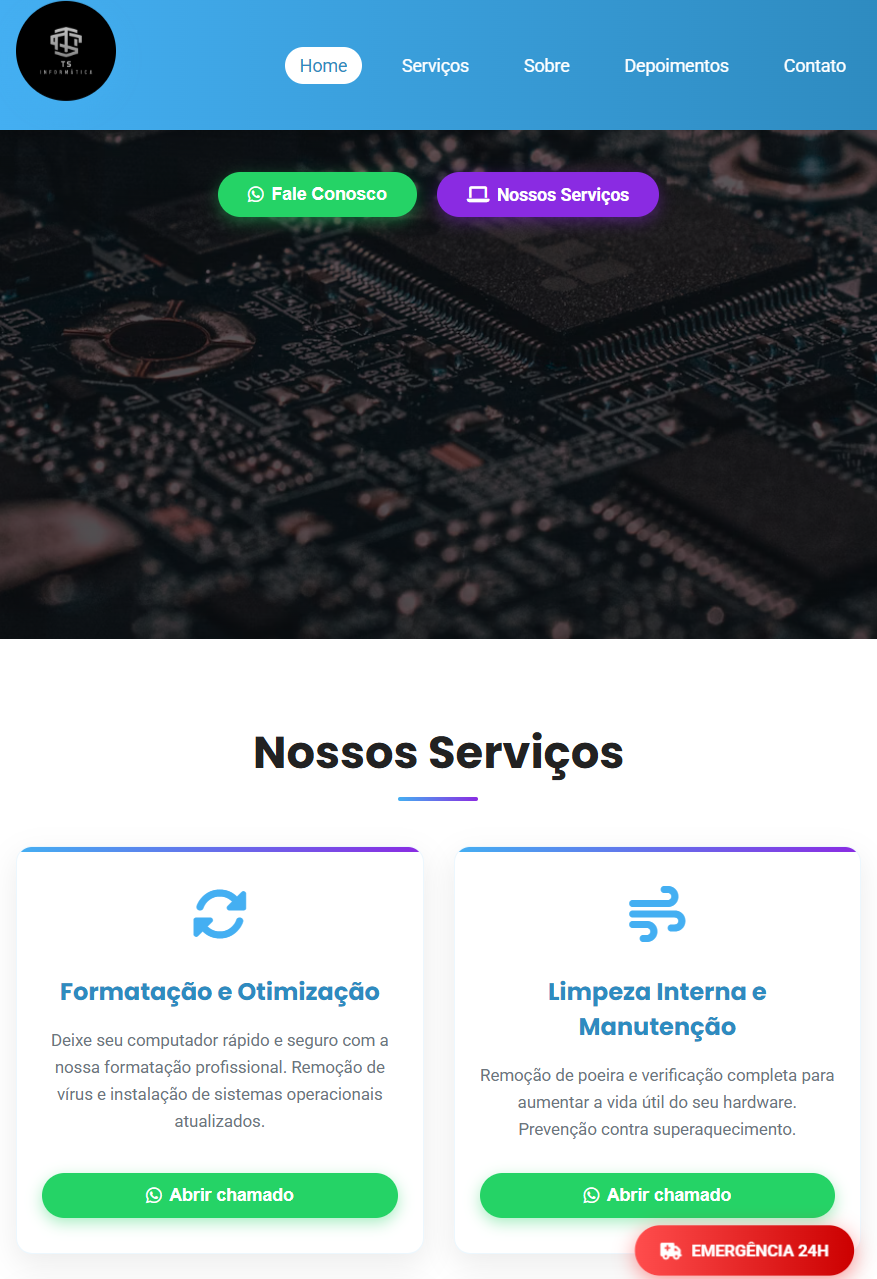 TS
INFORMÁTICA
Home
Serviços
Sobre
Depoimentos
Contato
Fale Conosco
Nossos Serviços
Nossos Serviços
Formatação e Otimização
Deixe seu computador rápido e seguro com a
nossa formatação profissional. Remoção de
vírus e instalação de sistemas operacionais
atualizados.
Abrir chamado
Limpeza Interna e
Manutenção
Remoção de poeira e verificação completa para
aumentar a vida útil do seu hardware.
Prevenção contra superaquecimento.
Abrir chamado
EMERGÊNCIA 24H